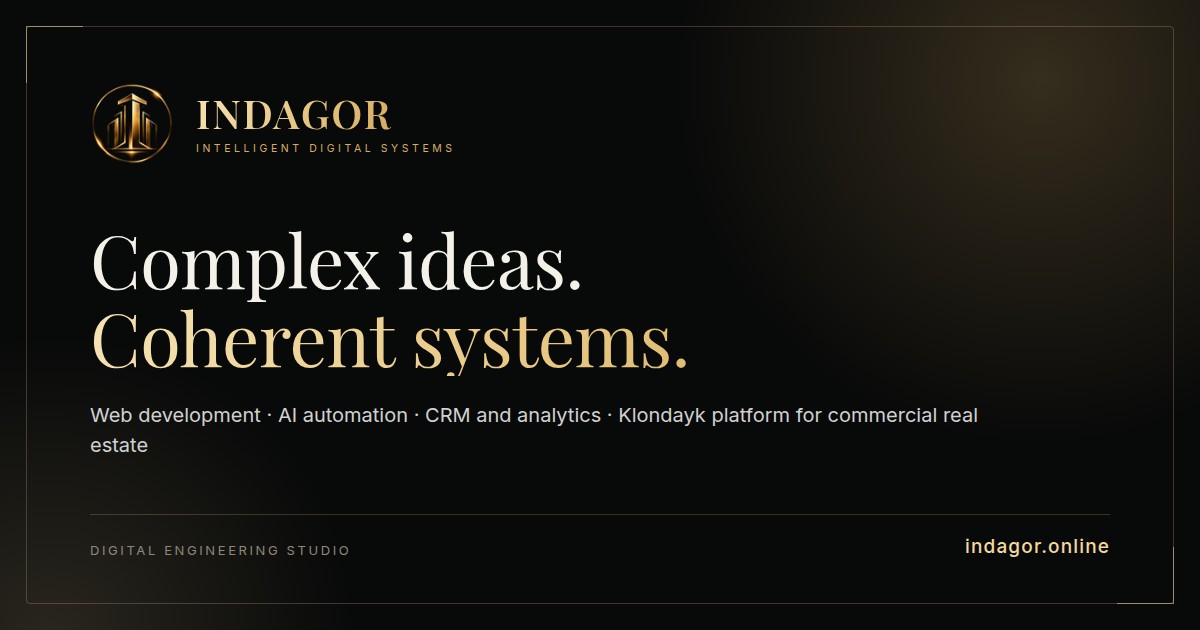 INDAGOR
INTELLIGENT DIGITAL SYSTEMS
Complex ideas.
Coherent systems.
Web development · AI automation · CRM and analytics · Klondayk platform for commercial real
estate
DIGITAL ENGINEERING STUDIO
indagor.online